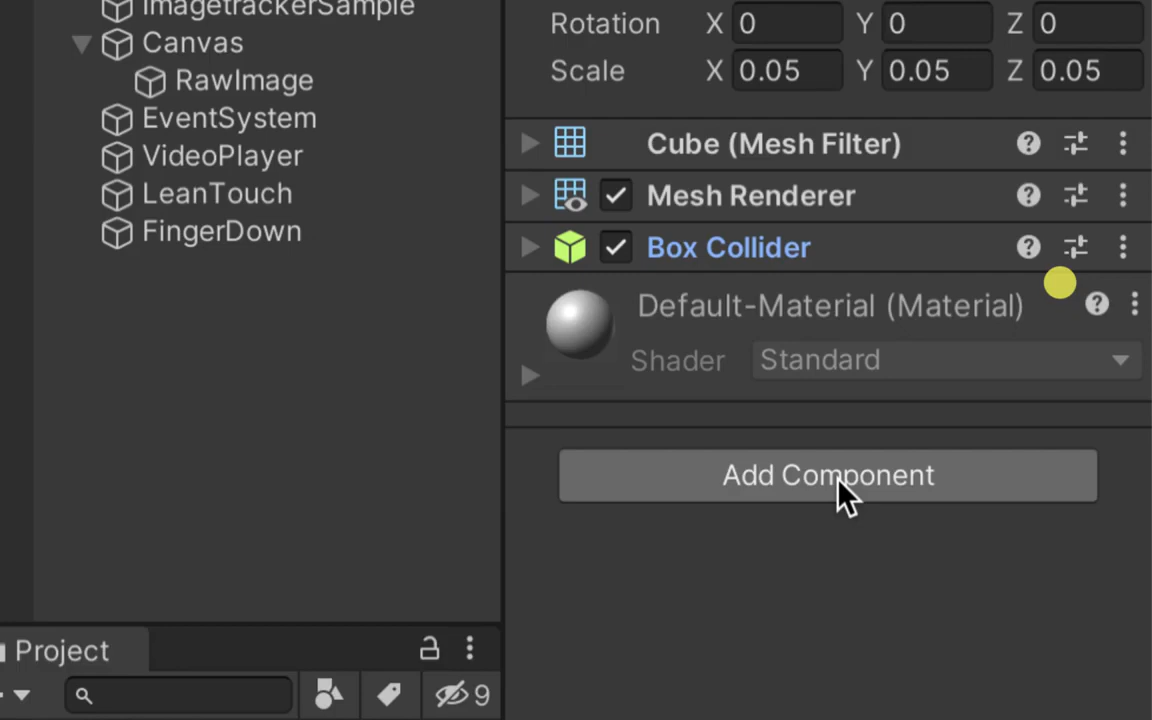 ImagetrackerSample
Canvas
RawImage
EventSystem
VideoPlayer
LeanTouch
FingerDown
Rotation X 0 Y 0 Z 0
Scale X 0.05 Y 0.05 Z 0.05
Cube (Mesh Filter)
Mesh Renderer
Box Collider
Default-Material (Material)
Shader Standard
Add Component
Project
9